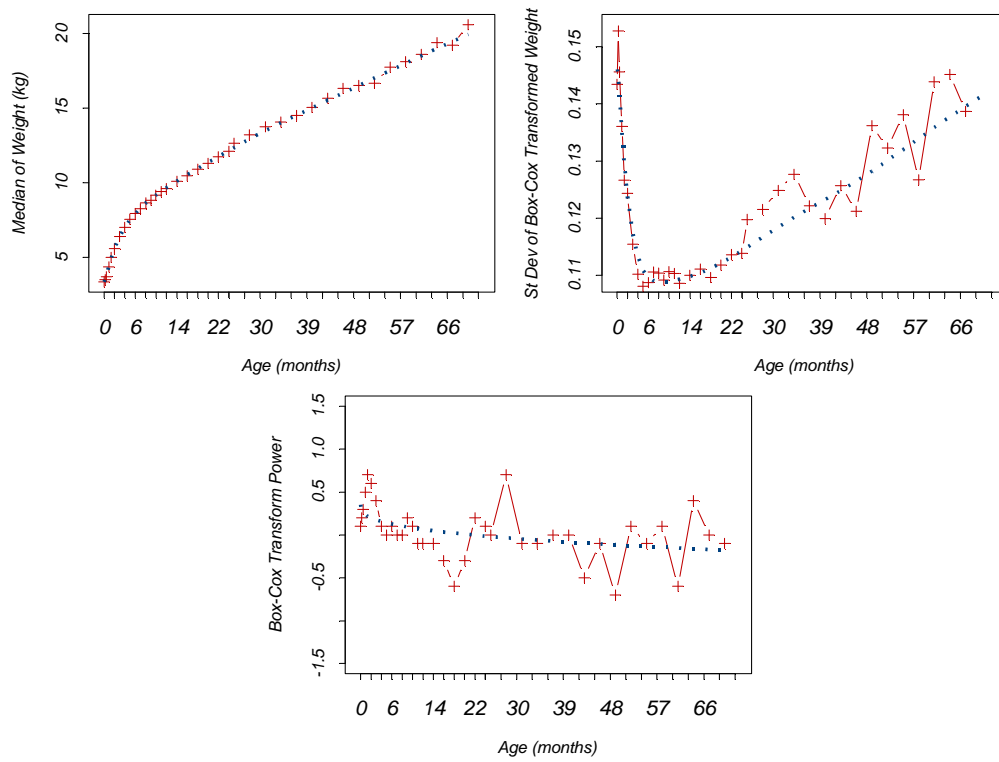 Median of Weight (kg)
20
15
10
5
0 6 14 22 30 39 48 57 66
Age (months)
St Dev of Box-Cox Transformed Weight
0.15
0.14
0.13
0.12
0.11
0 6 14 22 30 39 48 57 66
Age (months)
Box-Cox Transform Power
1.5
1.0
0.5
-0.5
-1.5
0 6 14 22 30 39 48 57 66
Age (months)